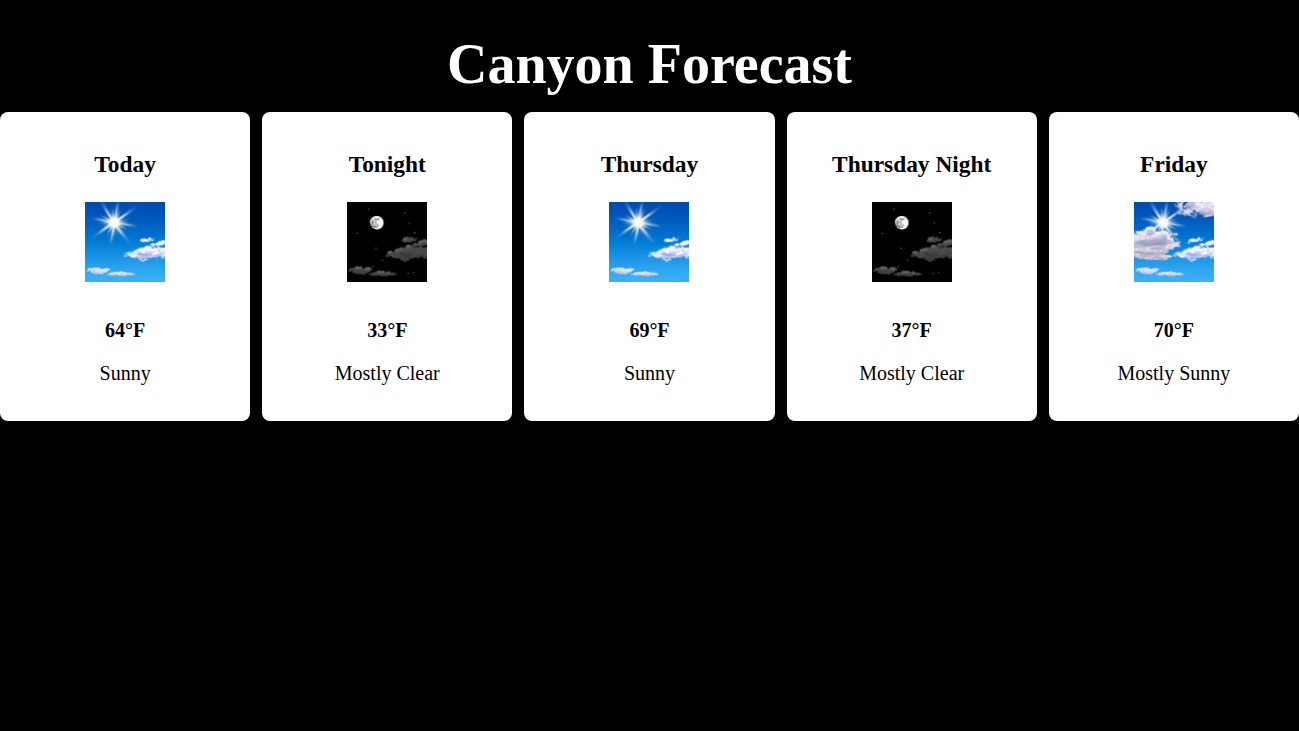 Canyon Forecast
Today
64°F
Sunny
Tonight
33°F
Mostly Clear
Thursday
69°F
Sunny
Thursday Night
37°F
Mostly Clear
Friday
70°F
Mostly Sunny